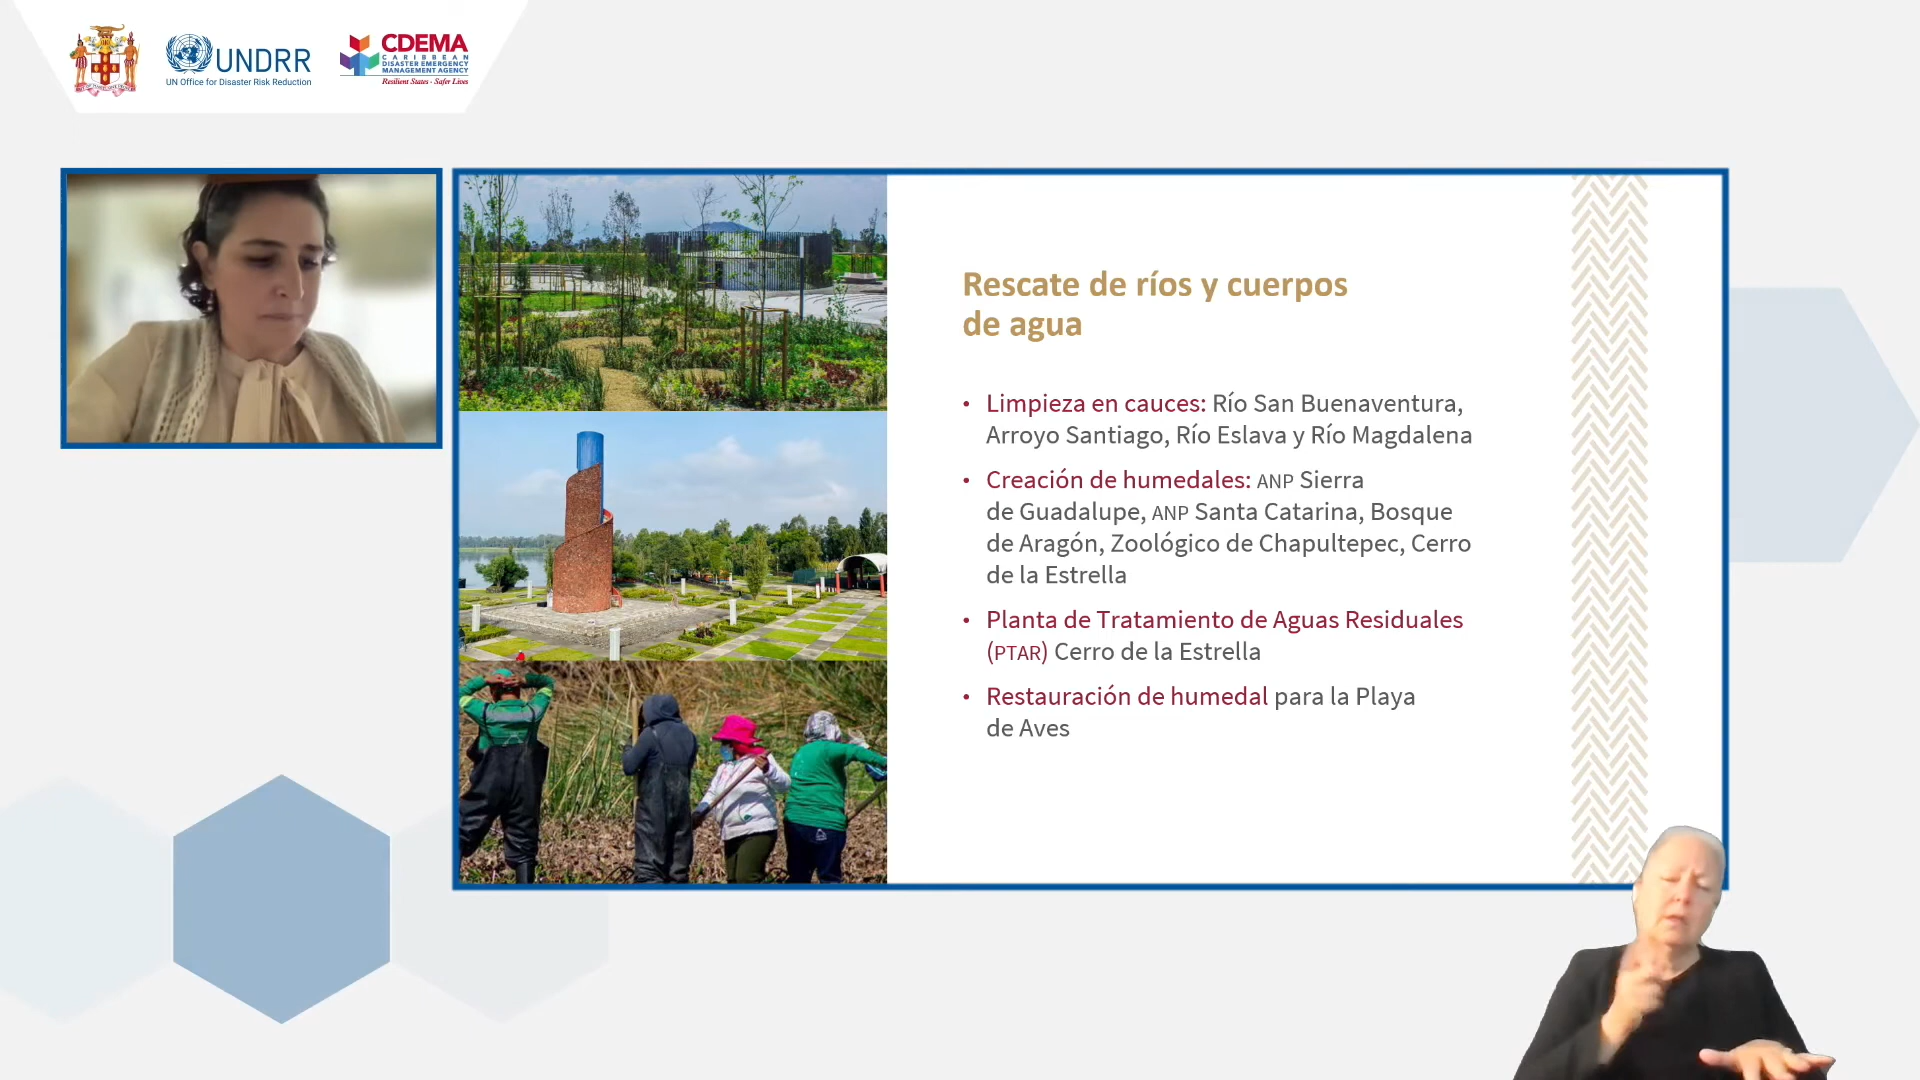 UNDRR
UN Office for Disaster Risk Reduction
CDEMA
CARIBBEAN
DISASTER EMERGENCY
MANAGEMENT AGENCY
Resilient States - Safer Lives
Rescate de ríos y cuerpos
de agua
• Limpieza en cauces: Río San Buenaventura,
Arroyo Santiago, Río Eslava y Río Magdalena
• Creación de humedales: ANP Sierra
de Guadalupe, ANP Santa Catarina, Bosque
de Aragón, Zoológico de Chapultepec, Cerro
de la Estrella
• Planta de Tratamiento de Aguas Residuales
(PTAR) Cerro de la Estrella
• Restauración de humedal para la Playa
de Aves